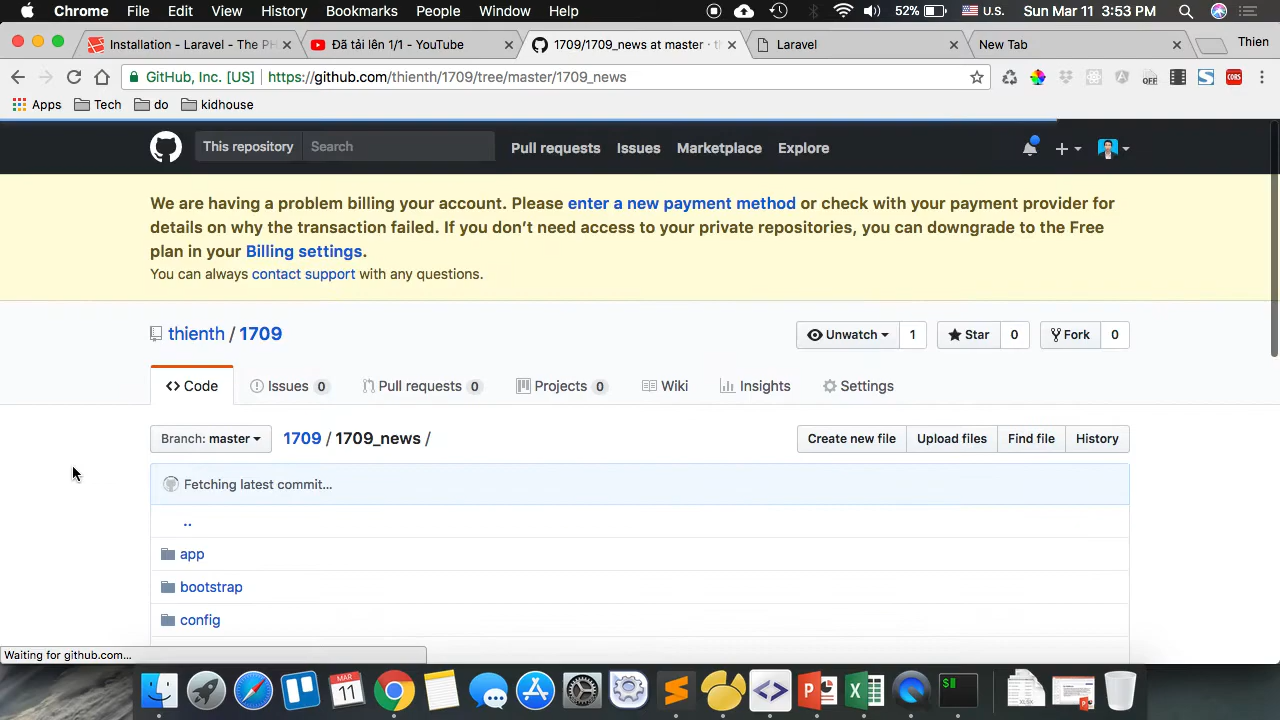 Chrome File Edit View History Bookmarks People Window Help 52% U.S. Sun Mar 11 3:53 PM
Installation - Laravel - The PH
Đã tải lên 1/1 - YouTube
1709/1709_news at master · t
Laravel
New Tab
Thien
GitHub, Inc. [US] https://github.com/thienth/1709/tree/master/1709_news
OFF
CORS
Apps Tech do kidhouse
This repository Search Pull requests Issues Marketplace Explore
We are having a problem billing your account. Please enter a new payment method or check with your payment provider for
details on why the transaction failed. If you don't need access to your private repositories, you can downgrade to the Free
plan in your Billing settings.
You can always contact support with any questions.
thienth / 1709
Unwatch 1 Star 0 Fork 0
Code Issues 0 Pull requests 0 Projects 0 Wiki Insights Settings
Branch: master 1709 / 1709_news /
Create new file Upload files Find file History
Fetching latest commit...
..
app
bootstrap
config
Waiting for github.com...
MAR
11